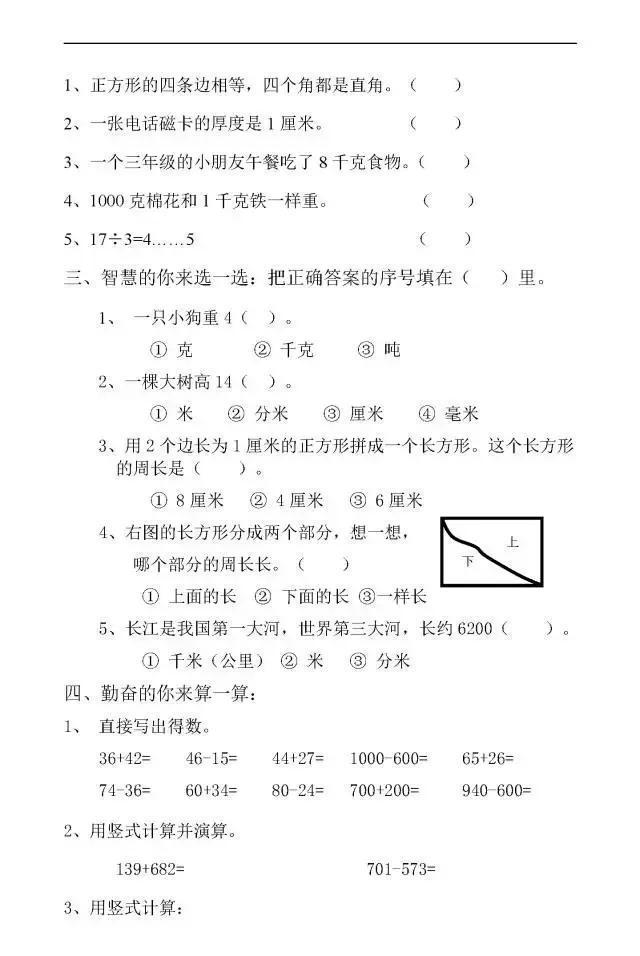 1、正方形的四条边相等，四个角都是直角。（　　）
2、一张电话磁卡的厚度是1厘米。　　　（　　）
3、一个三年级的小朋友午餐吃了8千克食物。（　　）
4、1000克棉花和1千克铁一样重。　　　（　　）
5、17÷3=4……5　　　（　　）
三、智慧的你来选一选：把正确答案的序号填在（　　）里。
1、 一只小狗重4（　）。
① 克　　② 千克　　③ 吨
2、一棵大树高14（　）。
① 米　　② 分米　　③ 厘米　　④ 毫米
3、用2个边长为1厘米的正方形拼成一个长方形。这个长方形
的周长是（　　）。
① 8厘米　② 4厘米　③ 6厘米
4、右图的长方形分成两个部分，想一想，
上
下
哪个部分的周长长。（　　）
① 上面的长　② 下面的长 ③一样长
5、长江是我国第一大河，世界第三大河，长约6200（　　）。
① 千米（公里） ② 米　③ 分米
四、勤奋的你来算一算：
1、 直接写出得数。
36+42=　46-15=　44+27=　1000-600=　65+26=
74-36=　60+34=　80-24=　700+200=　940-600=
2、用竖式计算并演算。
139+682=　　　701-573=
3、用竖式计算：